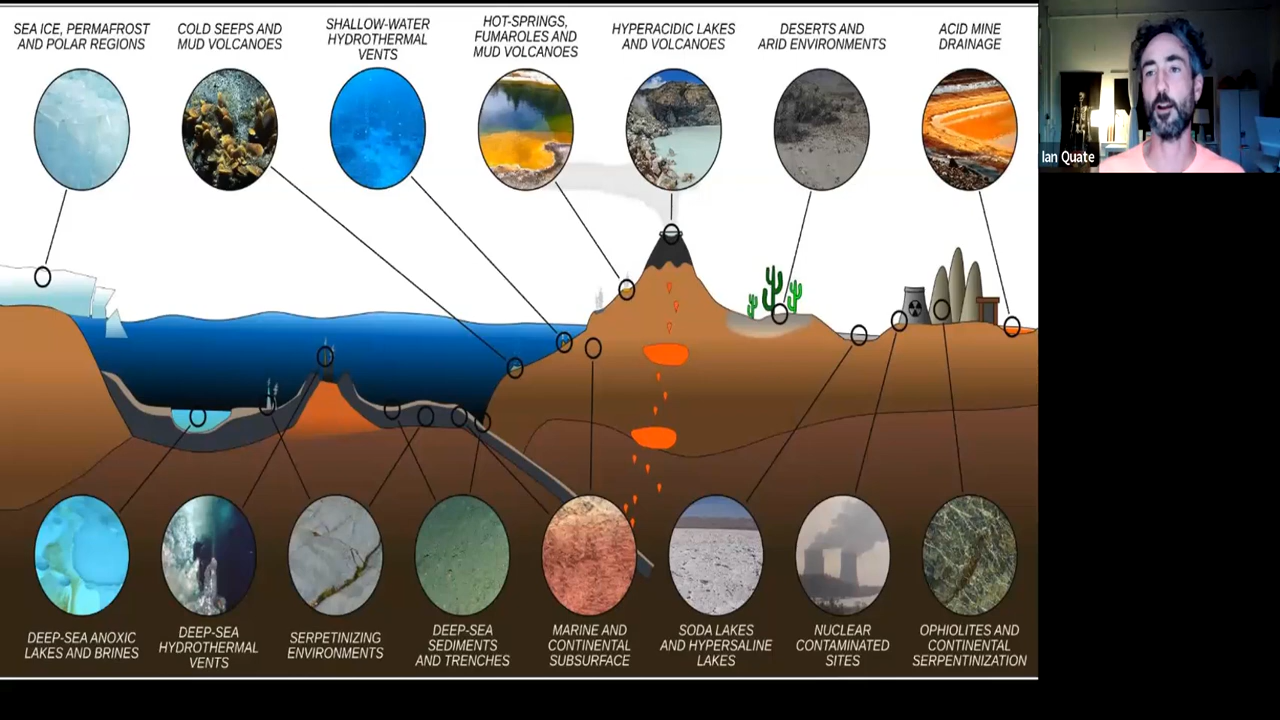 SEA ICE, PERMAFROST
AND POLAR REGIONS
COLD SEEPS AND
MUD VOLCANOES
SHALLOW-WATER
HYDROTHERMAL
VENTS
HOT-SPRINGS,
FUMAROLES AND
MUD VOLCANOES
HYPERACIDIC LAKES
AND VOLCANOES
DESERTS AND
ARID ENVIRONMENTS
ACID MINE
DRAINAGE
Ian Quate
DEEP-SEA ANOXIC
LAKES AND BRINES
DEEP-SEA
HYDROTHERMAL
VENTS
SERPETINIZING
ENVIRONMENTS
DEEP-SEA
SEDIMENTS
AND TRENCHES
MARINE AND
CONTINENTAL
SUBSURFACE
SODA LAKES
AND HYPERSALINE
LAKES
NUCLEAR
CONTAMINATED
SITES
OPHIOLITES AND
CONTINENTAL
SERPENTINIZATION